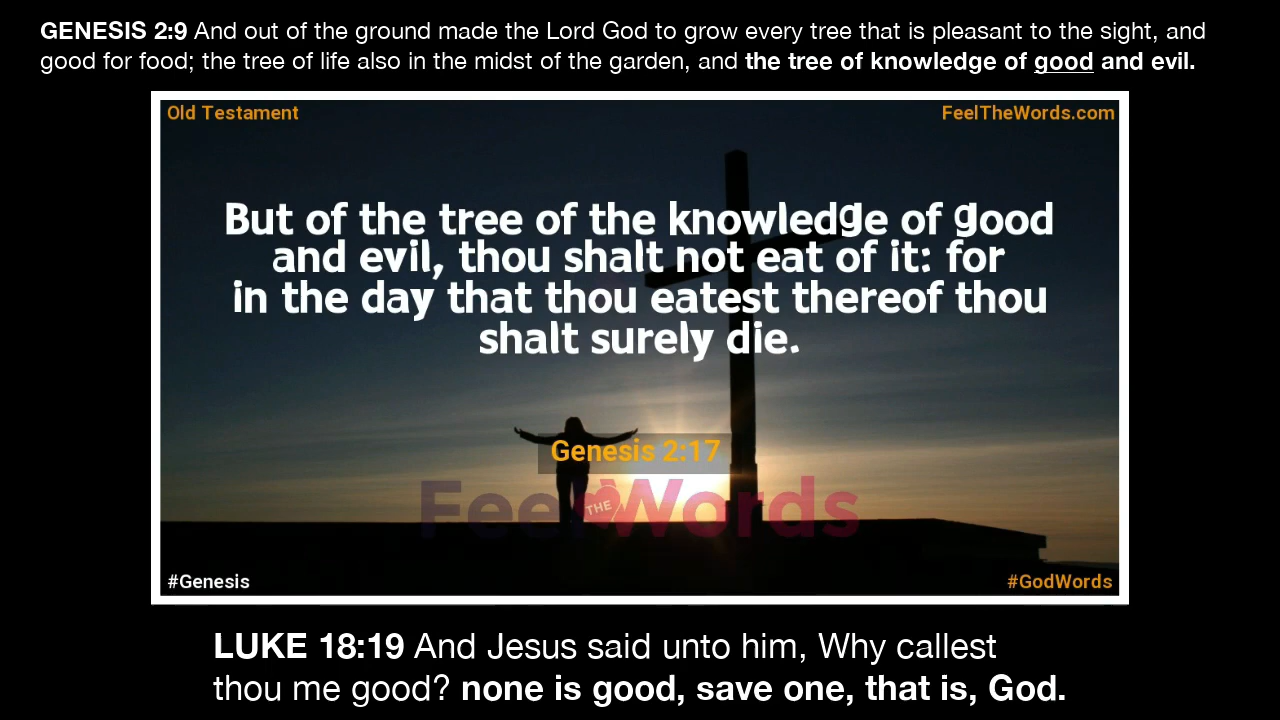 GENESIS 2:9 And out of the ground made the Lord God to grow every tree that is pleasant to the sight, and
good for food; the tree of life also in the midst of the garden, and the tree of knowledge of good and evil.
Old Testament
FeelTheWords.com
But of the tree of the knowledge of good
and evil, thou shalt not eat of it: for
in the day that thou eatest thereof thou
shalt surely die.
Genesis 2:17
Feel THE Words
#Genesis
#GodWords
LUKE 18:19 And Jesus said unto him, Why callest
thou me good? none is good, save one, that is, God.